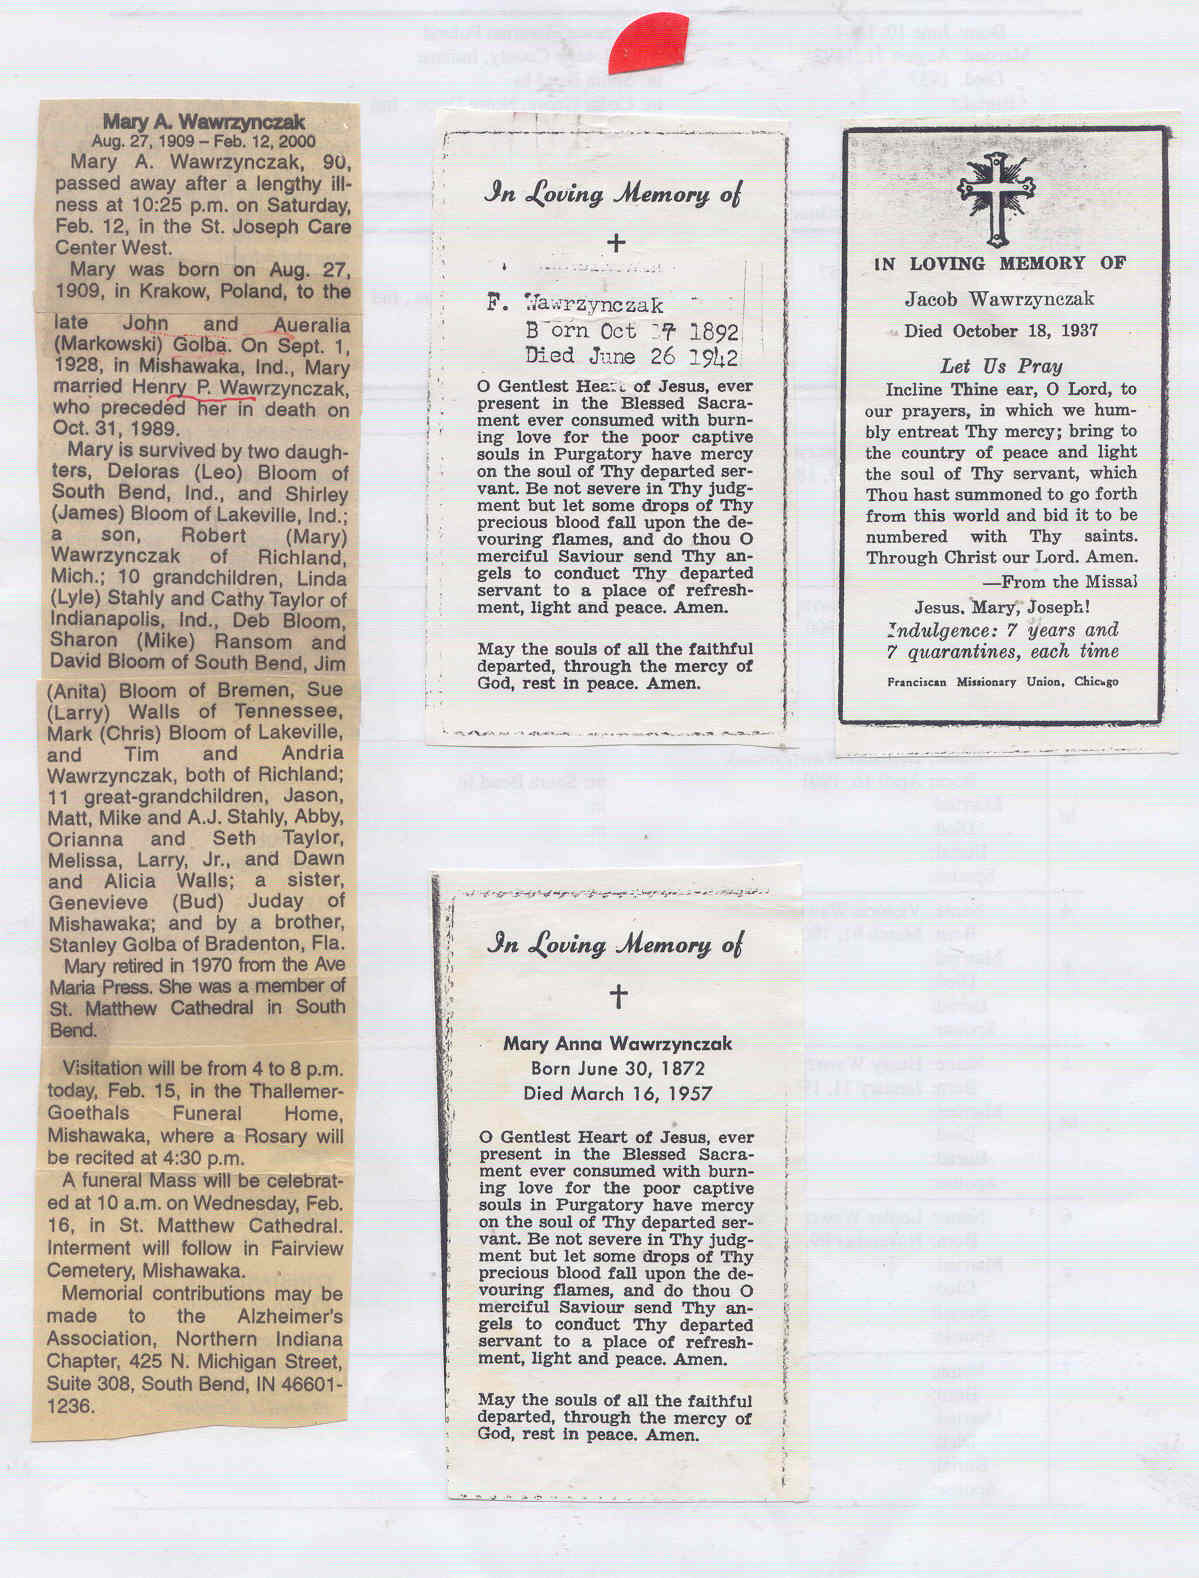 Mary A. Wawrzynczak
Aug. 27, 1909 – Feb. 12, 2000
Mary A. Wawrzynczak, 90,
passed away after a lengthy ill-
ness at 10:25 p.m. on Saturday,
Feb. 12, in the St. Joseph Care
Center West.
Mary was born on Aug. 27,
1909, in Krakow, Poland, to the
late John and Aueralia
(Markowski) Golba. On Sept. 1,
1928, in Mishawaka, Ind., Mary
married Henry P. Wawrzynczak,
who preceded her in death on
Oct. 31, 1989.
Mary is survived by two daugh-
ters, Deloras (Leo) Bloom of
South Bend, Ind., and Shirley
(James) Bloom of Lakeville, Ind.;
a son, Robert (Mary)
Wawrzynczak of Richland,
Mich.; 10 grandchildren, Linda
(Lyle) Stahly and Cathy Taylor of
Indianapolis, Ind., Deb Bloom,
Sharon (Mike) Ransom and
David Bloom of South Bend, Jim
(Anita) Bloom of Bremen, Sue
(Larry) Walls of Tennessee,
Mark (Chris) Bloom of Lakeville,
and Tim and Andria
Wawrzynczak, both of Richland;
11 great-grandchildren, Jason,
Matt, Mike and A.J. Stahly, Abby,
Orianna and Seth Taylor,
Melissa, Larry, Jr., and Dawn
and Alicia Walls; a sister,
Genevieve (Bud) Juday of
Mishawaka; and by a brother,
Stanley Golba of Bradenton, Fla.
Mary retired in 1970 from the Ave
Maria Press. She was a member of
St. Matthew Cathedral in South
Bend.
Visitation will be from 4 to 8 p.m.
today, Feb. 15, in the Thallemer-
Goethals Funeral Home,
Mishawaka, where a Rosary will
be recited at 4:30 p.m.
A funeral Mass will be celebrat-
ed at 10 a.m. on Wednesday, Feb.
16, in St. Matthew Cathedral.
Interment will follow in Fairview
Cemetery, Mishawaka.
Memorial contributions may be
made to the Alzheimer's
Association, Northern Indiana
Chapter, 425 N. Michigan Street,
Suite 308, South Bend, IN 46601-
1236.
In Loving Memory of
F. Wawrzynczak
Born Oct 7 1892
Died June 26 1942
O Gentlest Heart of Jesus, ever
present in the Blessed Sacra-
ment ever consumed with burn-
ing love for the poor captive
souls in Purgatory have mercy
on the soul of Thy departed ser-
vant. Be not severe in Thy judg-
ment but let some drops of Thy
precious blood fall upon the de-
vouring flames, and do thou O
merciful Saviour send Thy an-
gels to conduct Thy departed
servant to a place of refresh-
ment, light and peace. Amen.
May the souls of all the faithful
departed, through the mercy of
God, rest in peace. Amen.
IN LOVING MEMORY OF
Jacob Wawrzynczak
Died October 18, 1937
Let Us Pray
Incline Thine ear, O Lord, to
our prayers, in which we hum-
bly entreat Thy mercy; bring to
the country of peace and light
the soul of Thy servant, which
Thou hast summoned to go forth
from this world and bid it to be
numbered with Thy saints.
Through Christ our Lord. Amen.
—From the Missal
Jesus, Mary, Joseph!
Indulgence: 7 years and
7 quarantines, each time
Franciscan Missionary Union, Chicago
In Loving Memory of
Mary Anna Wawrzynczak
Born June 30, 1872
Died March 16, 1957
O Gentlest Heart of Jesus, ever
present in the Blessed Sacra-
ment ever consumed with burn-
ing love for the poor captive
souls in Purgatory have mercy
on the soul of Thy departed ser-
vant. Be not severe in Thy judg-
ment but let some drops of Thy
precious blood fall upon the de-
vouring flames, and do thou O
merciful Saviour send Thy an-
gels to conduct Thy departed
servant to a place of refresh-
ment, light and peace. Amen.
May the souls of all the faithful
departed, through the mercy of
God, rest in peace. Amen.